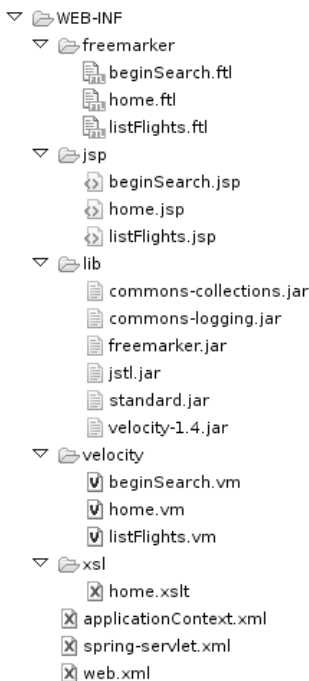 WEB-INF
freemarker
beginSearch.ftl
home.ftl
listFlights.ftl
jsp
beginSearch.jsp
home.jsp
listFlights.jsp
lib
commons-collections.jar
commons-logging.jar
freemarker.jar
jstl.jar
standard.jar
velocity-1.4.jar
velocity
beginSearch.vm
home.vm
listFlights.vm
xsl
home.xslt
applicationContext.xml
spring-servlet.xml
web.xml